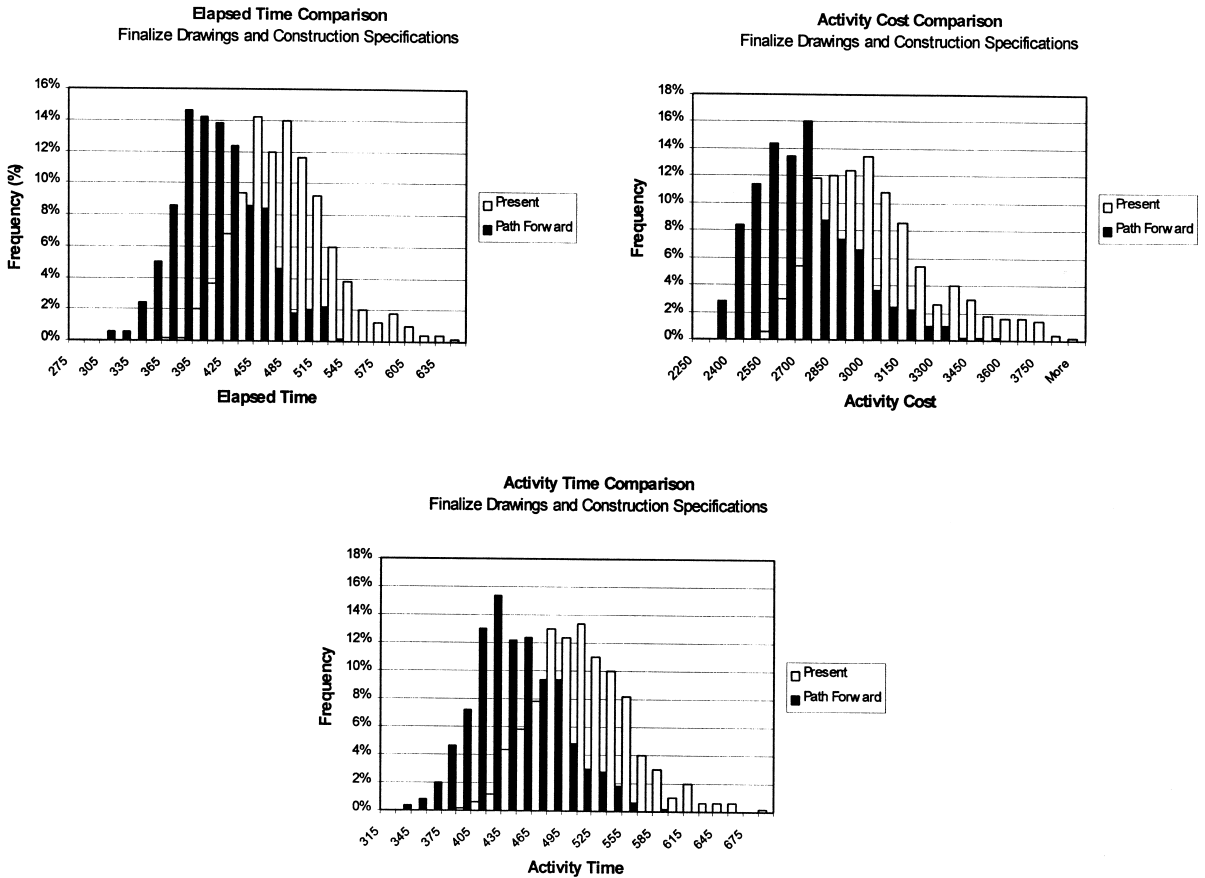 Elapsed Time Comparison
Finalize Drawings and Construction Specifications
16%
14%
12%
10%
8%
6%
4%
2%
0%
Frequency (%)
275 305 335 365 395 425 455 485 515 545 575 605 635
Elapsed Time
Present
Path Forward
Activity Cost Comparison
Finalize Drawings and Construction Specifications
18%
16%
14%
12%
10%
8%
6%
4%
2%
0%
Frequency
2250 2400 2550 2700 2850 3000 3150 3300 3450 3600 3750 More
Activity Cost
Present
Path Forward
Activity Time Comparison
Finalize Drawings and Construction Specifications
18%
16%
14%
12%
10%
8%
6%
4%
2%
0%
Frequency
315 345 375 405 435 465 495 525 555 585 615 645 675
Activity Time
Present
Path Forward